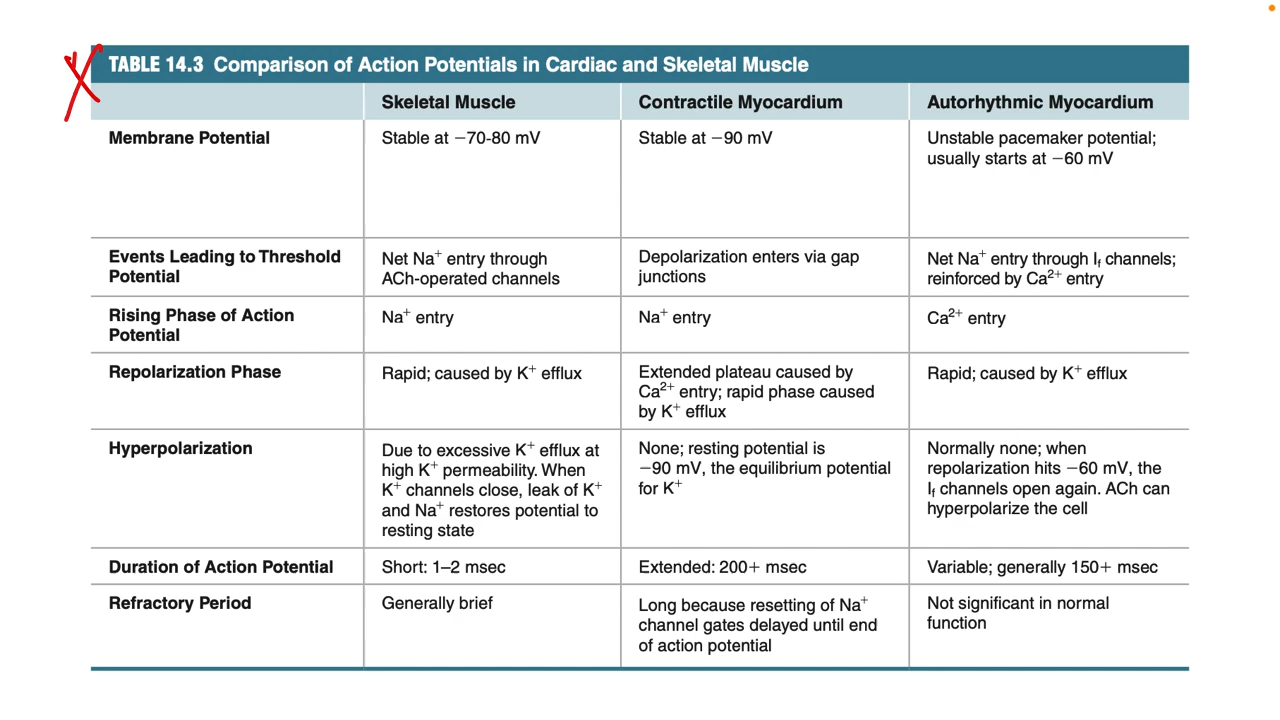 TABLE 14.3 Comparison of Action Potentials in Cardiac and Skeletal Muscle
Skeletal Muscle Contractile Myocardium Autorhythmic Myocardium
Membrane Potential
Stable at −70-80 mV
Stable at −90 mV
Unstable pacemaker potential;
usually starts at −60 mV
Events Leading to Threshold
Potential
Net Na⁺ entry through
ACh-operated channels
Depolarization enters via gap
junctions
Net Na⁺ entry through If channels;
reinforced by Ca²⁺ entry
Rising Phase of Action
Potential
Na⁺ entry
Na⁺ entry
Ca²⁺ entry
Repolarization Phase
Rapid; caused by K⁺ efflux
Extended plateau caused by
Ca²⁺ entry; rapid phase caused
by K⁺ efflux
Rapid; caused by K⁺ efflux
Hyperpolarization
Due to excessive K⁺ efflux at
high K⁺ permeability. When
K⁺ channels close, leak of K⁺
and Na⁺ restores potential to
resting state
None; resting potential is
−90 mV, the equilibrium potential
for K⁺
Normally none; when
repolarization hits −60 mV, the
If channels open again. ACh can
hyperpolarize the cell
Duration of Action Potential
Short: 1–2 msec
Extended: 200+ msec
Variable; generally 150+ msec
Refractory Period
Generally brief
Long because resetting of Na⁺
channel gates delayed until end
of action potential
Not significant in normal
function